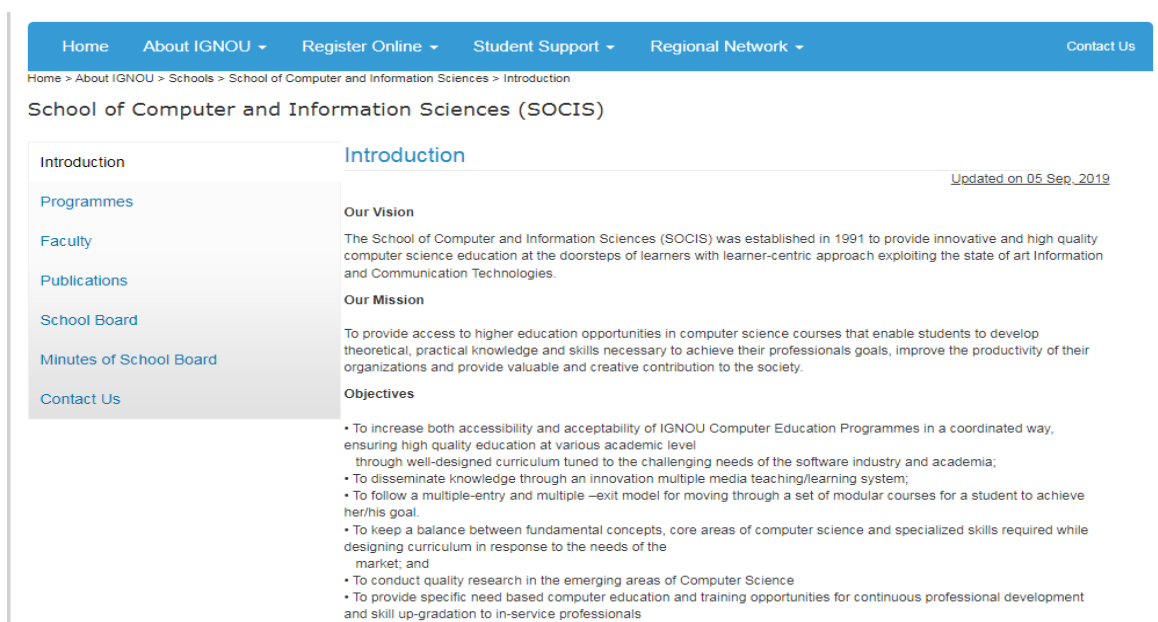 Home About IGNOU Register Online Student Support Regional Network Contact Us
Home > About IGNOU > Schools > School of Computer and Information Sciences > Introduction
School of Computer and Information Sciences (SOCIS)
Introduction
Programmes
Faculty
Publications
School Board
Minutes of School Board
Contact Us
Introduction
Updated on 05 Sep, 2019
Our Vision
The School of Computer and Information Sciences (SOCIS) was established in 1991 to provide innovative and high quality
computer science education at the doorsteps of learners with learner-centric approach exploiting the state of art Information
and Communication Technologies.
Our Mission
To provide access to higher education opportunities in computer science courses that enable students to develop
theoretical, practical knowledge and skills necessary to achieve their professionals goals, improve the productivity of their
organizations and provide valuable and creative contribution to the society.
Objectives
• To increase both accessibility and acceptability of IGNOU Computer Education Programmes in a coordinated way,
ensuring high quality education at various academic level
through well-designed curriculum tuned to the challenging needs of the software industry and academia;
• To disseminate knowledge through an innovation multiple media teaching/learning system;
• To follow a multiple-entry and multiple –exit model for moving through a set of modular courses for a student to achieve
her/his goal.
• To keep a balance between fundamental concepts, core areas of computer science and specialized skills required while
designing curriculum in response to the needs of the
market; and
• To conduct quality research in the emerging areas of Computer Science
• To provide specific need based computer education and training opportunities for continuous professional development
and skill up-gradation to in-service professionals